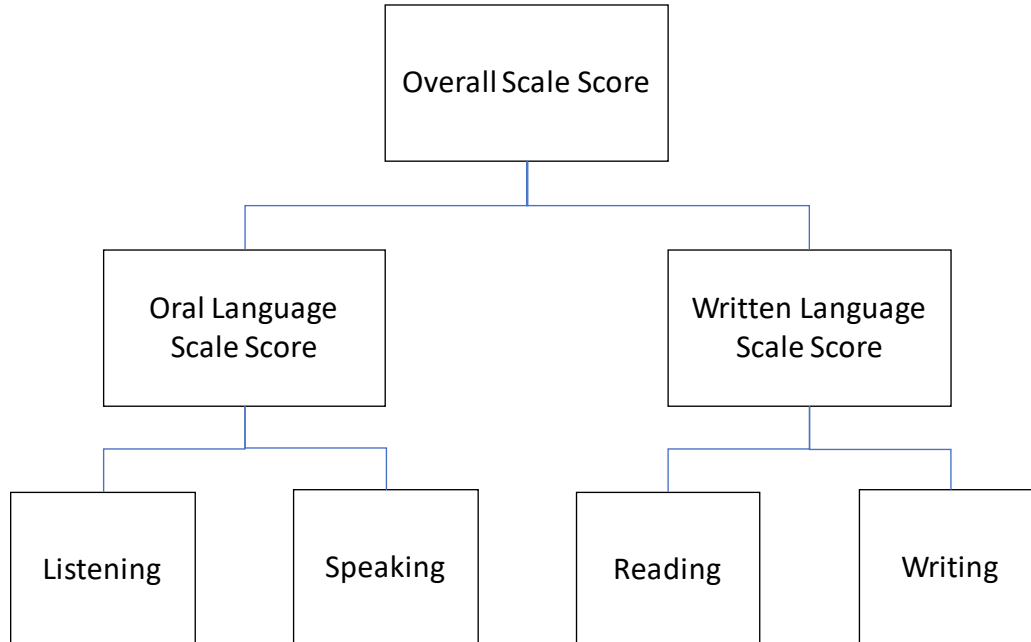 Overall Scale Score
Oral Language
Scale Score
Written Language
Scale Score
Listening
Speaking
Reading
Writing